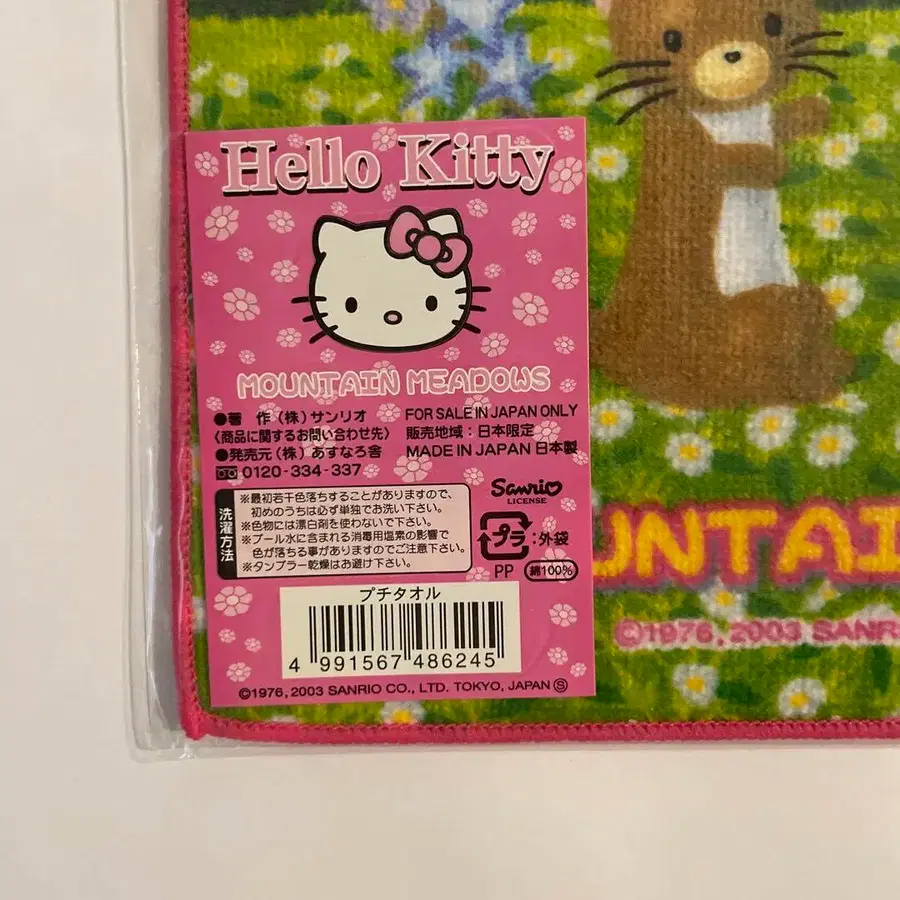 Hello Kitty
MOUNTAIN MEADOWS
●著 作(株)サンリオ
FOR SALE IN JAPAN ONLY
〈商品に関するお問い合わせ先〉
販売地域：日本限定
●発売元(株)あすなろ舎
MADE IN JAPAN 日本製
0120-334-337
洗濯方法
※最初若干色落ちすることがありますので、
初めのうちは必ず単独でお洗い下さい。
※色物には漂白剤を使わないで下さい。
※プール水に含まれる消毒用塩素の影響で
色が落ちる事がありますのでご注意下さい。
※タンブラー乾燥はお避け下さい。
Sanrio
LICENSE
プラ：外袋
PP 綿100%
プチタオル
4 991567 486245
©1976, 2003 SANRIO CO., LTD. TOKYO, JAPAN Ⓢ
UNTAI
©1976, 2003 SANR